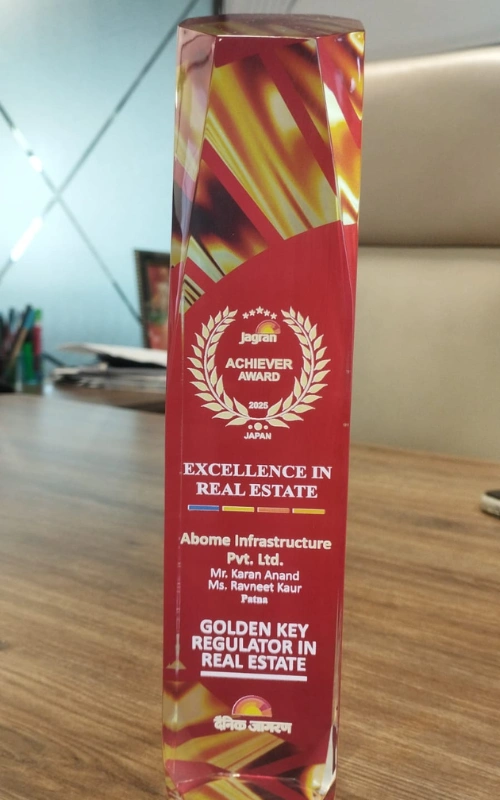 jagran
ACHIEVER
AWARD
2025
JAPAN
EXCELLENCE IN
REAL ESTATE
Abome Infrastructure
Pvt. Ltd.
Mr. Karan Anand
Ms. Ravneet Kaur
Patna
GOLDEN KEY
REGULATOR IN
REAL ESTATE
दैनिक जागरण